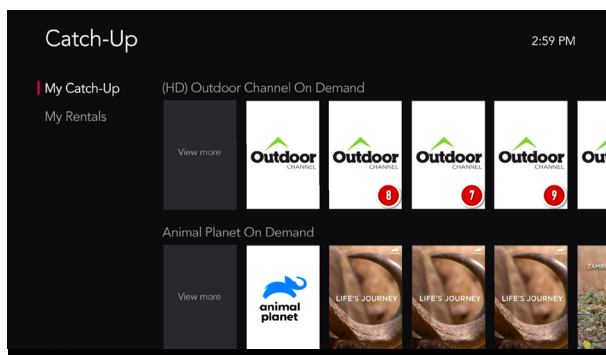 Catch-Up
2:59 PM
My Catch-Up
My Rentals
(HD) Outdoor Channel On Demand
View more
Outdoor
CHANNEL
Outdoor
CHANNEL
8
Outdoor
CHANNEL
7
Outdoor
CHANNEL
9
Ou
Animal Planet On Demand
View more
animal
planet
LIFE'S JOURNEY
LIFE'S JOURNEY
LIFE'S JOURNEY
ZAMB